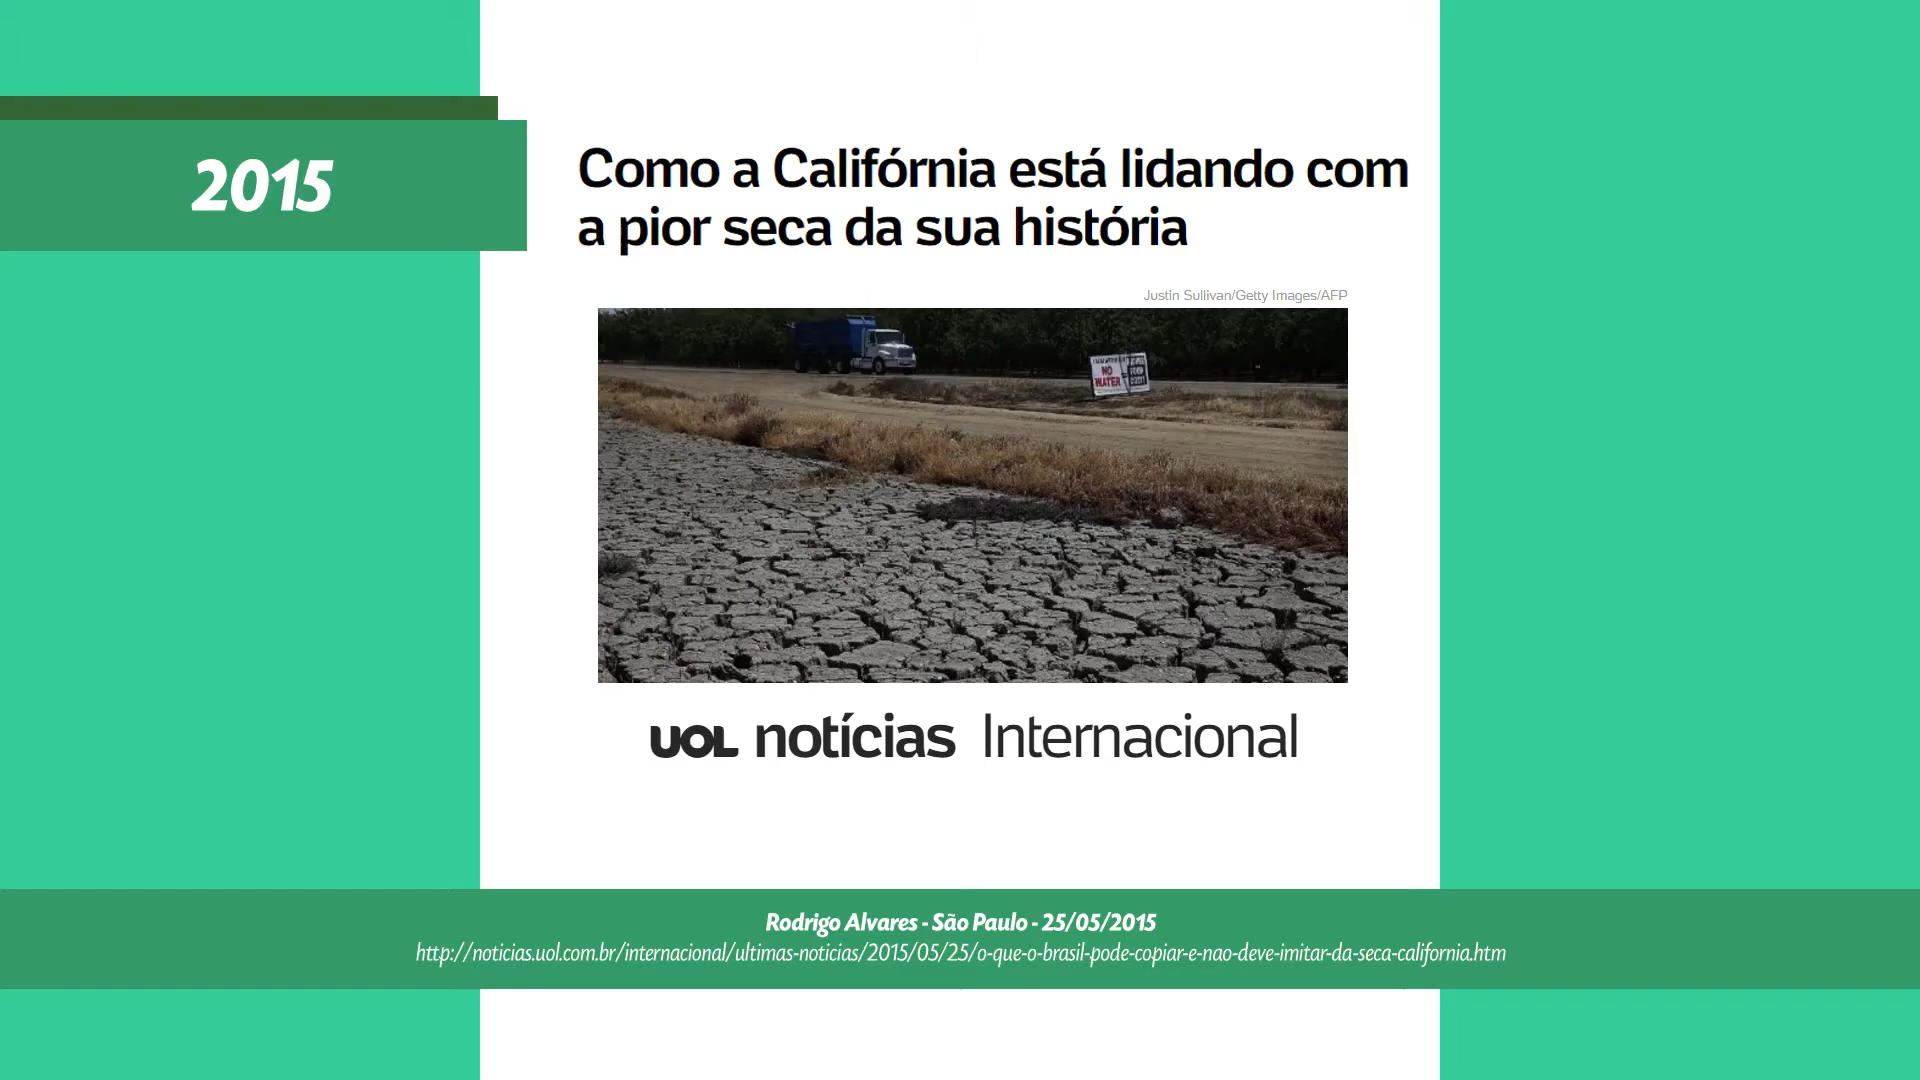 2015
Como a Califórnia está lidando com
a pior seca da sua história
Justin Sullivan/Getty Images/AFP
NO
WATER
UOL notícias Internacional
Rodrigo Alvares - São Paulo - 25/05/2015
http://noticias.uol.com.br/internacional/ultimas-noticias/2015/05/25/o-que-o-brasil-pode-copiar-e-nao-deve-imitar-da-seca-california.htm